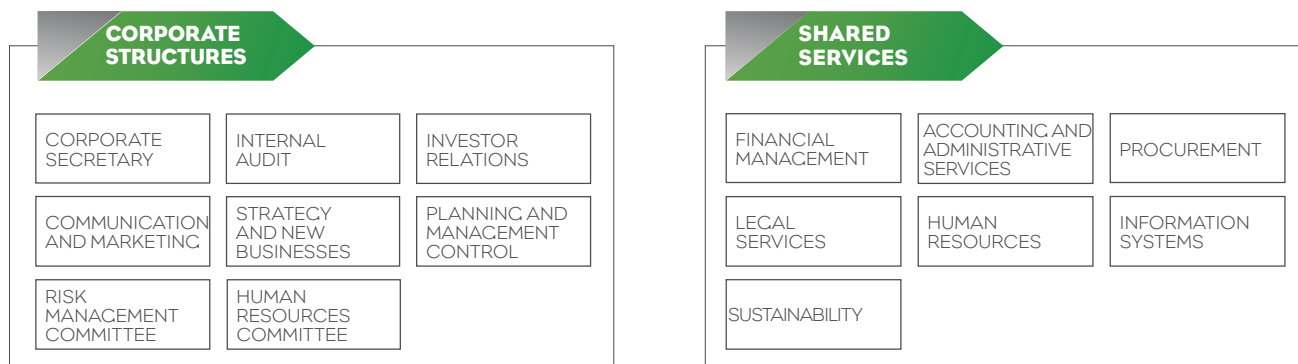 CORPORATE
STRUCTURES
CORPORATE
SECRETARY
INTERNAL
AUDIT
INVESTOR
RELATIONS
COMMUNICATION
AND MARKETING
STRATEGY
AND NEW
BUSINESSES
PLANNING AND
MANAGEMENT
CONTROL
RISK
MANAGEMENT
COMMITTEE
HUMAN
RESOURCES
COMMITTEE
SHARED
SERVICES
FINANCIAL
MANAGEMENT
ACCOUNTING AND
ADMINISTRATIVE
SERVICES
PROCUREMENT
LEGAL
SERVICES
HUMAN
RESOURCES
INFORMATION
SYSTEMS
SUSTAINABILITY